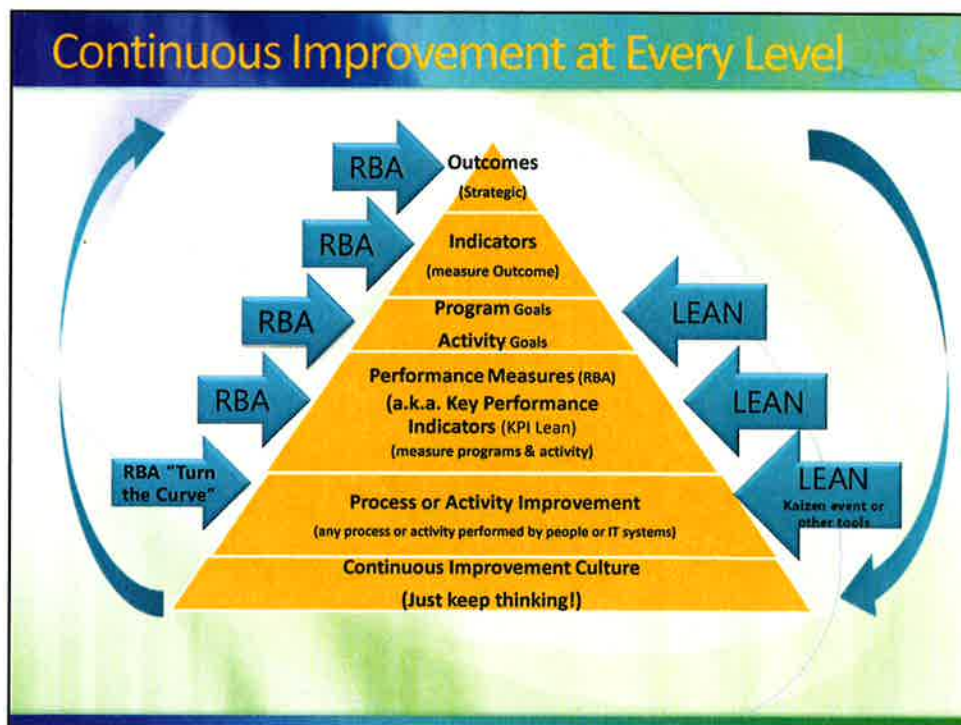 Continuous Improvement at Every Level
RBA
Outcomes
(Strategic)
RBA
Indicators
(measure Outcome)
RBA
Program Goals
Activity Goals
LEAN
RBA
Performance Measures (RBA)
(a.k.a. Key Performance
Indicators (KPI Lean)
(measure programs & activity)
LEAN
RBA "Turn
the Curve"
Process or Activity Improvement
(any process or activity performed by people or IT systems)
LEAN
Kaizen event or
other tools
Continuous Improvement Culture
(Just keep thinking!)